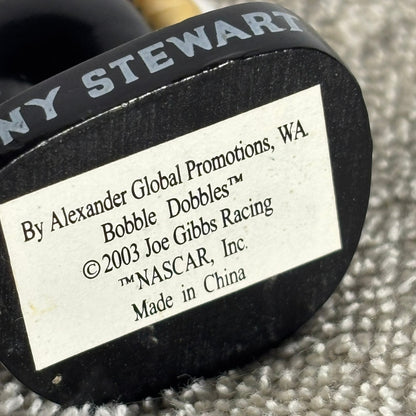 NY STEWART
By Alexander Global Promotions, WA
Bobble Dobbles™
©2003 Joe Gibbs Racing
™NASCAR, Inc.
Made in China